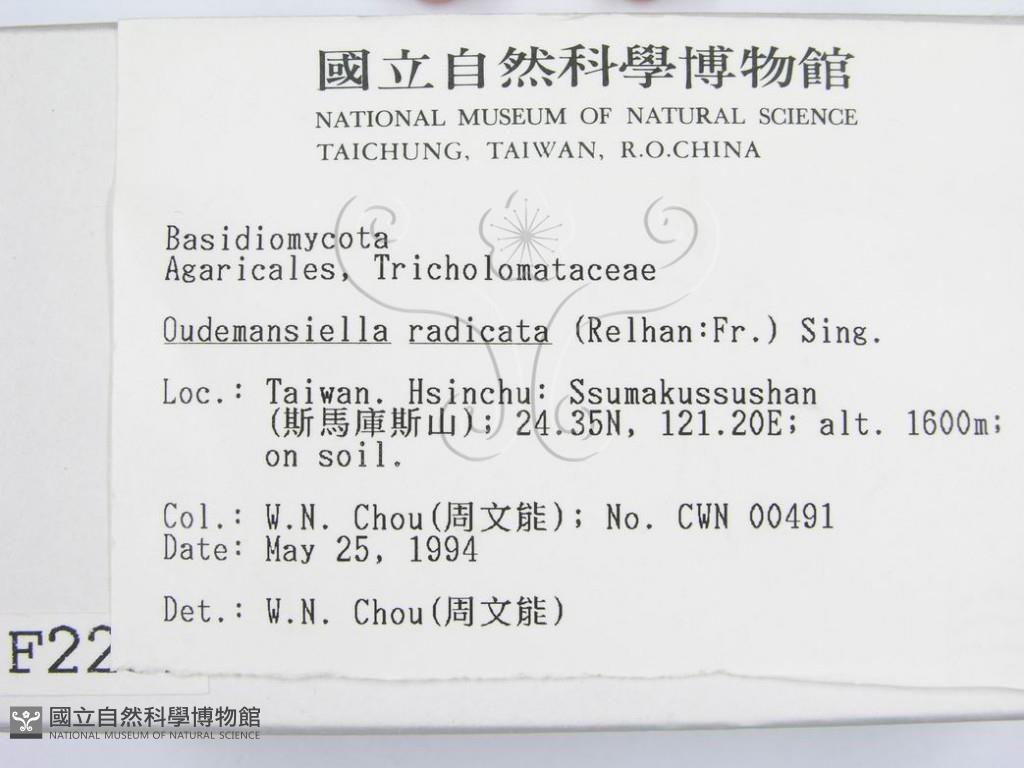 國立自然科學博物館
NATIONAL MUSEUM OF NATURAL SCIENCE
TAICHUNG, TAIWAN, R.O.CHINA
Basidiomycota
Agaricales, Tricholomataceae
Oudemansiella radicata (Relhan:Fr.) Sing.
Loc.: Taiwan. Hsinchu: Ssumakussushan
(斯馬庫斯山); 24.35N, 121.20E; alt. 1600m;
on soil.
Col.: W.N. Chou(周文能); No. CWN 00491
Date: May 25, 1994
Det.: W.N. Chou(周文能)
F22
國立自然科學博物館
NATIONAL MUSEUM OF NATURAL SCIENCE